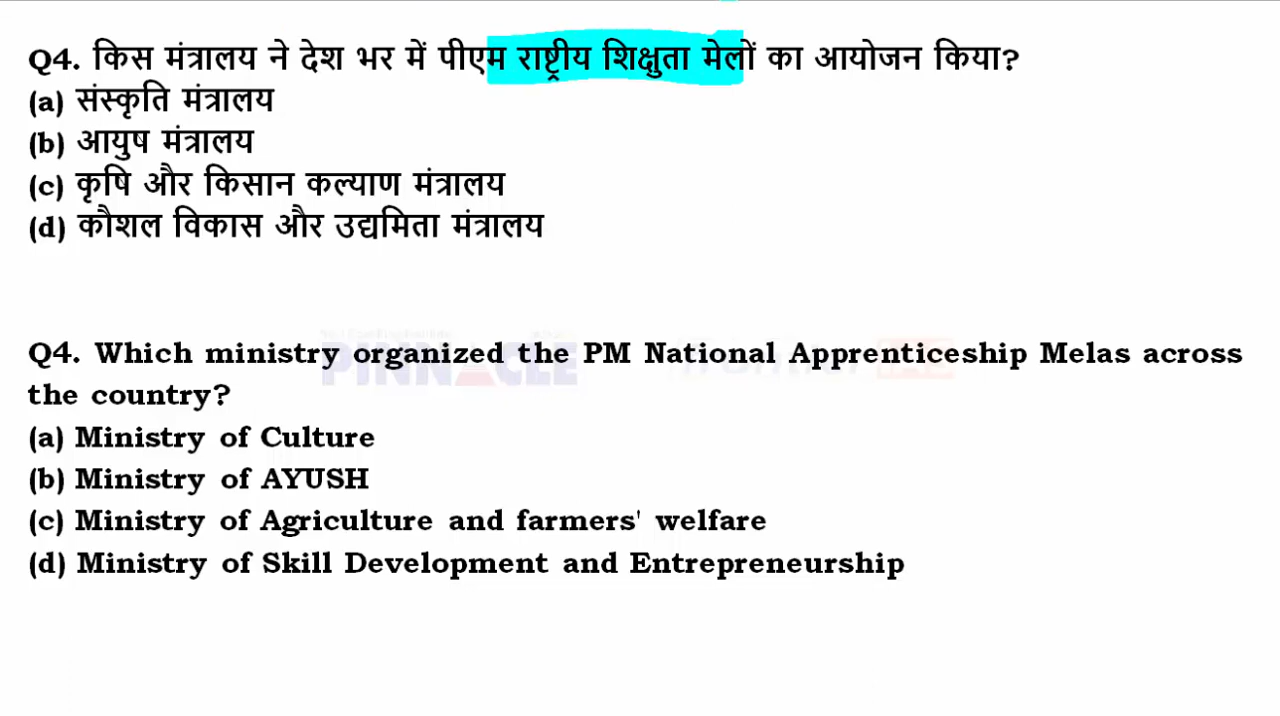 Q4. किस मंत्रालय ने देश भर में पीएम राष्ट्रीय शिक्षुता मेलों का आयोजन किया?
(a) संस्कृति मंत्रालय
(b) आयुष मंत्रालय
(c) कृषि और किसान कल्याण मंत्रालय
(d) कौशल विकास और उद्यमिता मंत्रालय
Q4. Which ministry organized the PM National Apprenticeship Melas across
the country?
PINNACLE
(a) Ministry of Culture
(b) Ministry of AYUSH
(c) Ministry of Agriculture and farmers' welfare
(d) Ministry of Skill Development and Entrepreneurship